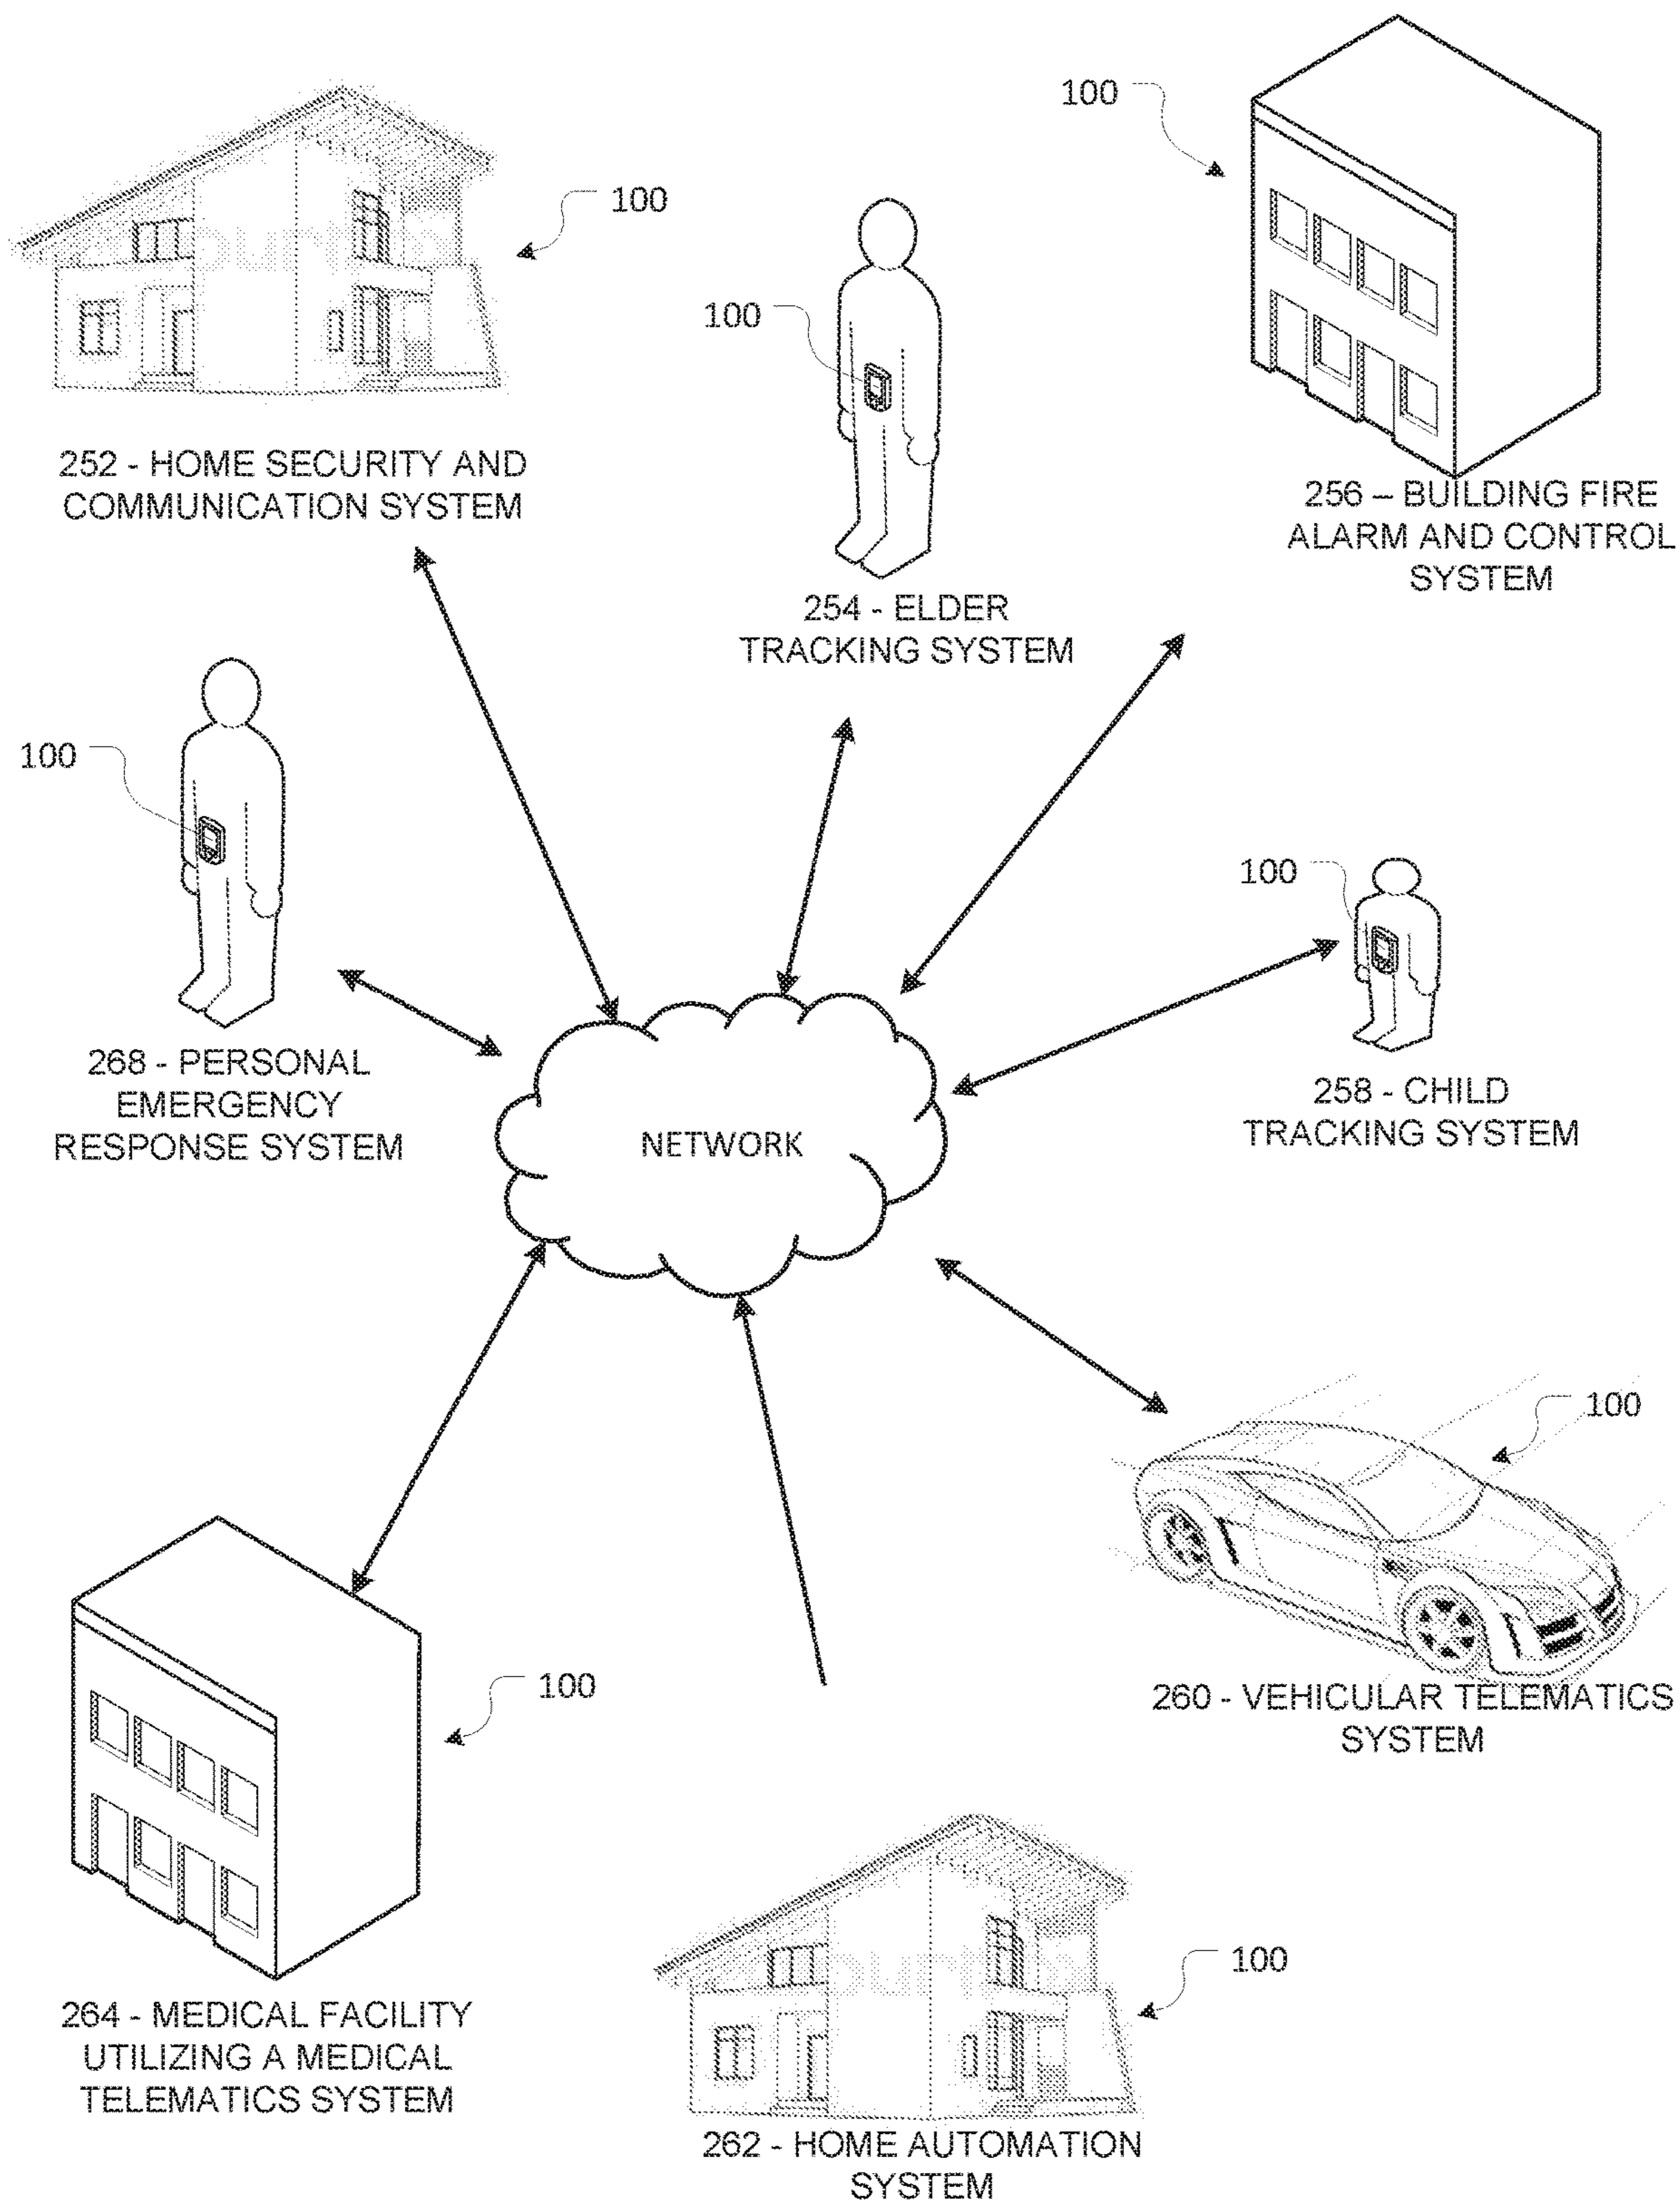 100
100
252 - HOME SECURITY AND
COMMUNICATION SYSTEM
100
256 – BUILDING FIRE
ALARM AND CONTROL
SYSTEM
254 - ELDER
TRACKING SYSTEM
100
100
268 - PERSONAL
EMERGENCY
RESPONSE SYSTEM
258 - CHILD
TRACKING SYSTEM
NETWORK
100
260 - VEHICULAR TELEMATICS
SYSTEM
100
264 - MEDICAL FACILITY
UTILIZING A MEDICAL
TELEMATICS SYSTEM
100
262 - HOME AUTOMATION
SYSTEM